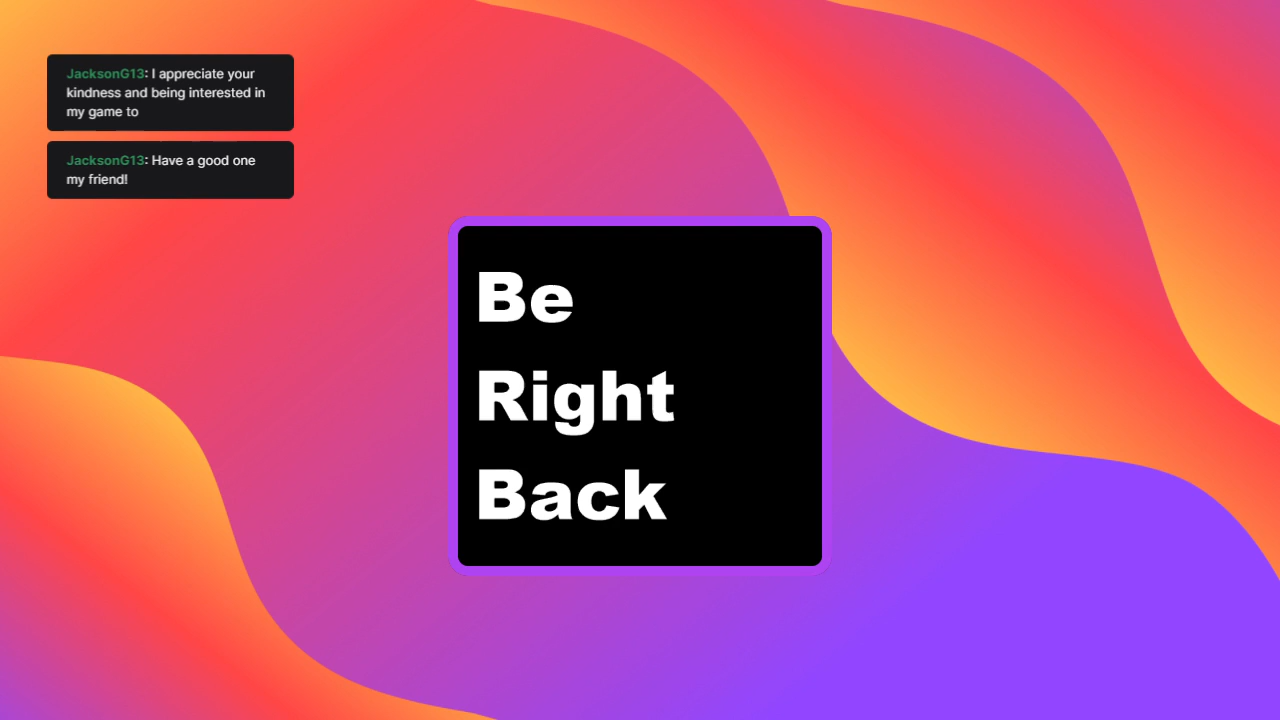 JacksonG13: I appreciate your
kindness and being interested in
my game to
JacksonG13: Have a good one
my friend!
Be
Right
Back